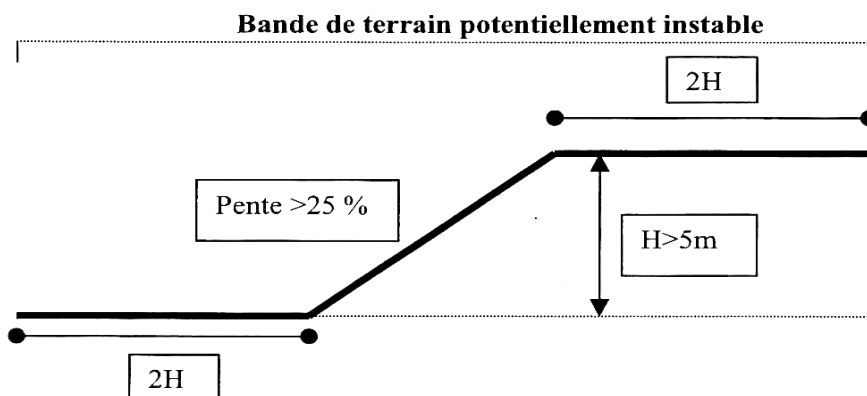 Bande de terrain potentiellement instable
2H
Pente >25 %
H>5m
2H